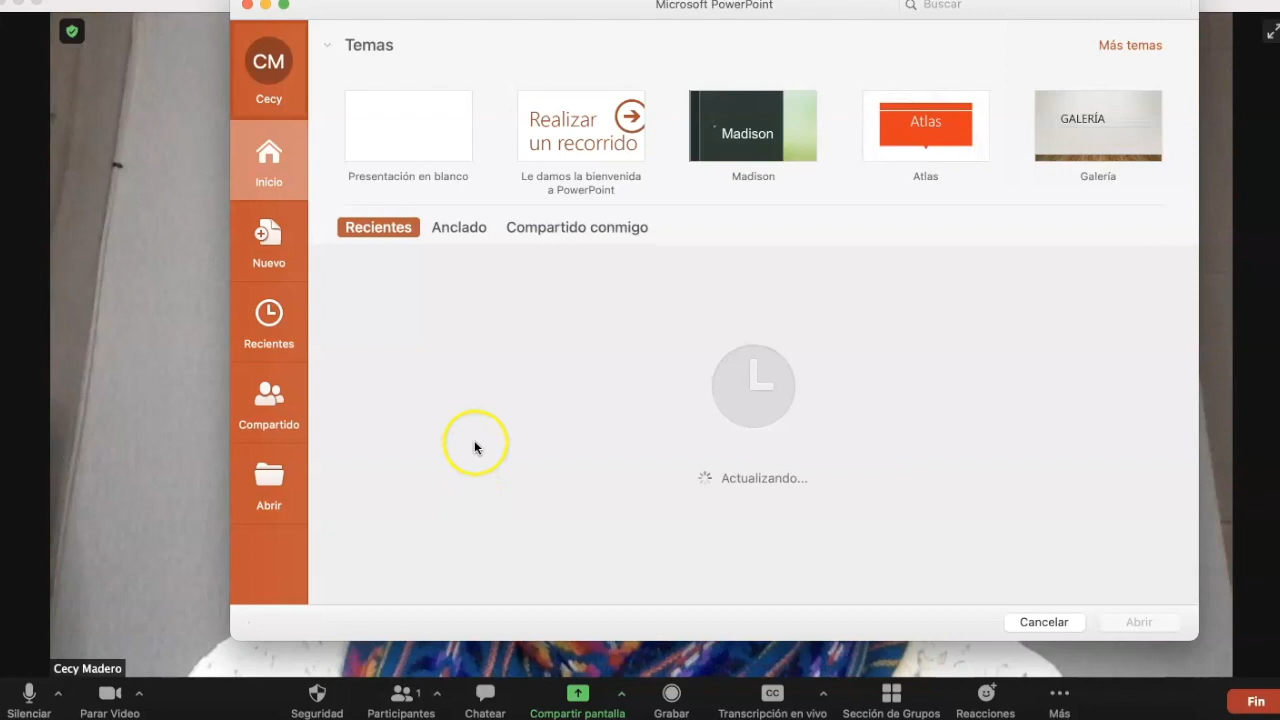 Microsoft PowerPoint
Buscar
CM
Cecy
Inicio
Nuevo
Recientes
Compartido
Abrir
Temas
Más temas
Realizar
un recorrido
Madison
Atlas
GALERÍA
Presentación en blanco
Le damos la bienvenida
a PowerPoint
Madison
Atlas
Galería
Recientes Anclado Compartido conmigo
Actualizando...
Cancelar Abrir
Cecy Madero
1
CC
Silenciar Parar Video Seguridad Participantes Chatear Compartir pantalla Grabar Transcripción en vivo Sección de Grupos Reacciones Más
Fin